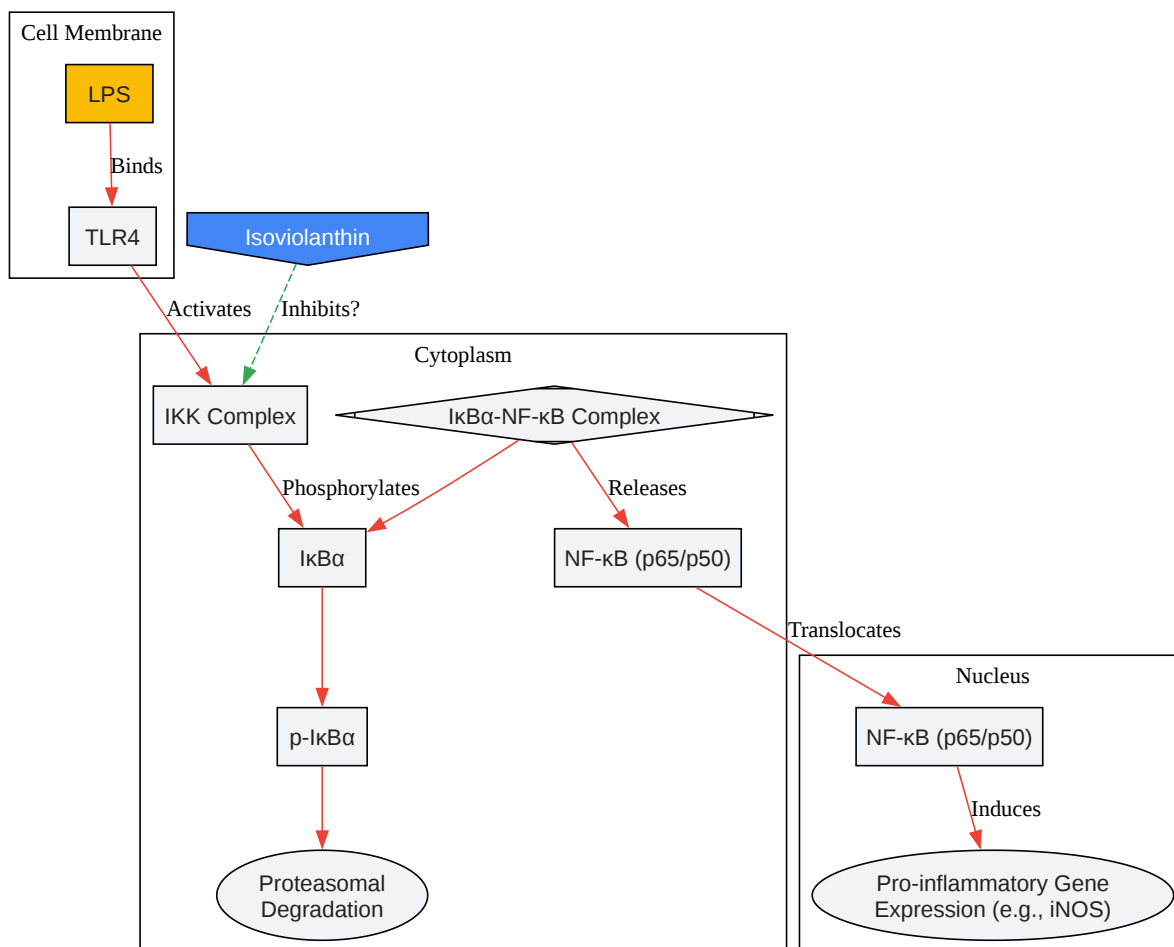 Cell Membrane
LPS
Binds
TLR4
Isoviolanthin
Activates
Inhibits?
Cytoplasm
IKK Complex
IκBα-NF-κB Complex
Phosphorylates
Releases
IκBα
NF-κB (p65/p50)
Translocates
Nucleus
p-IκBα
NF-κB (p65/p50)
Induces
Proteasomal
Degradation
Pro-inflammatory Gene
Expression (e.g., iNOS)